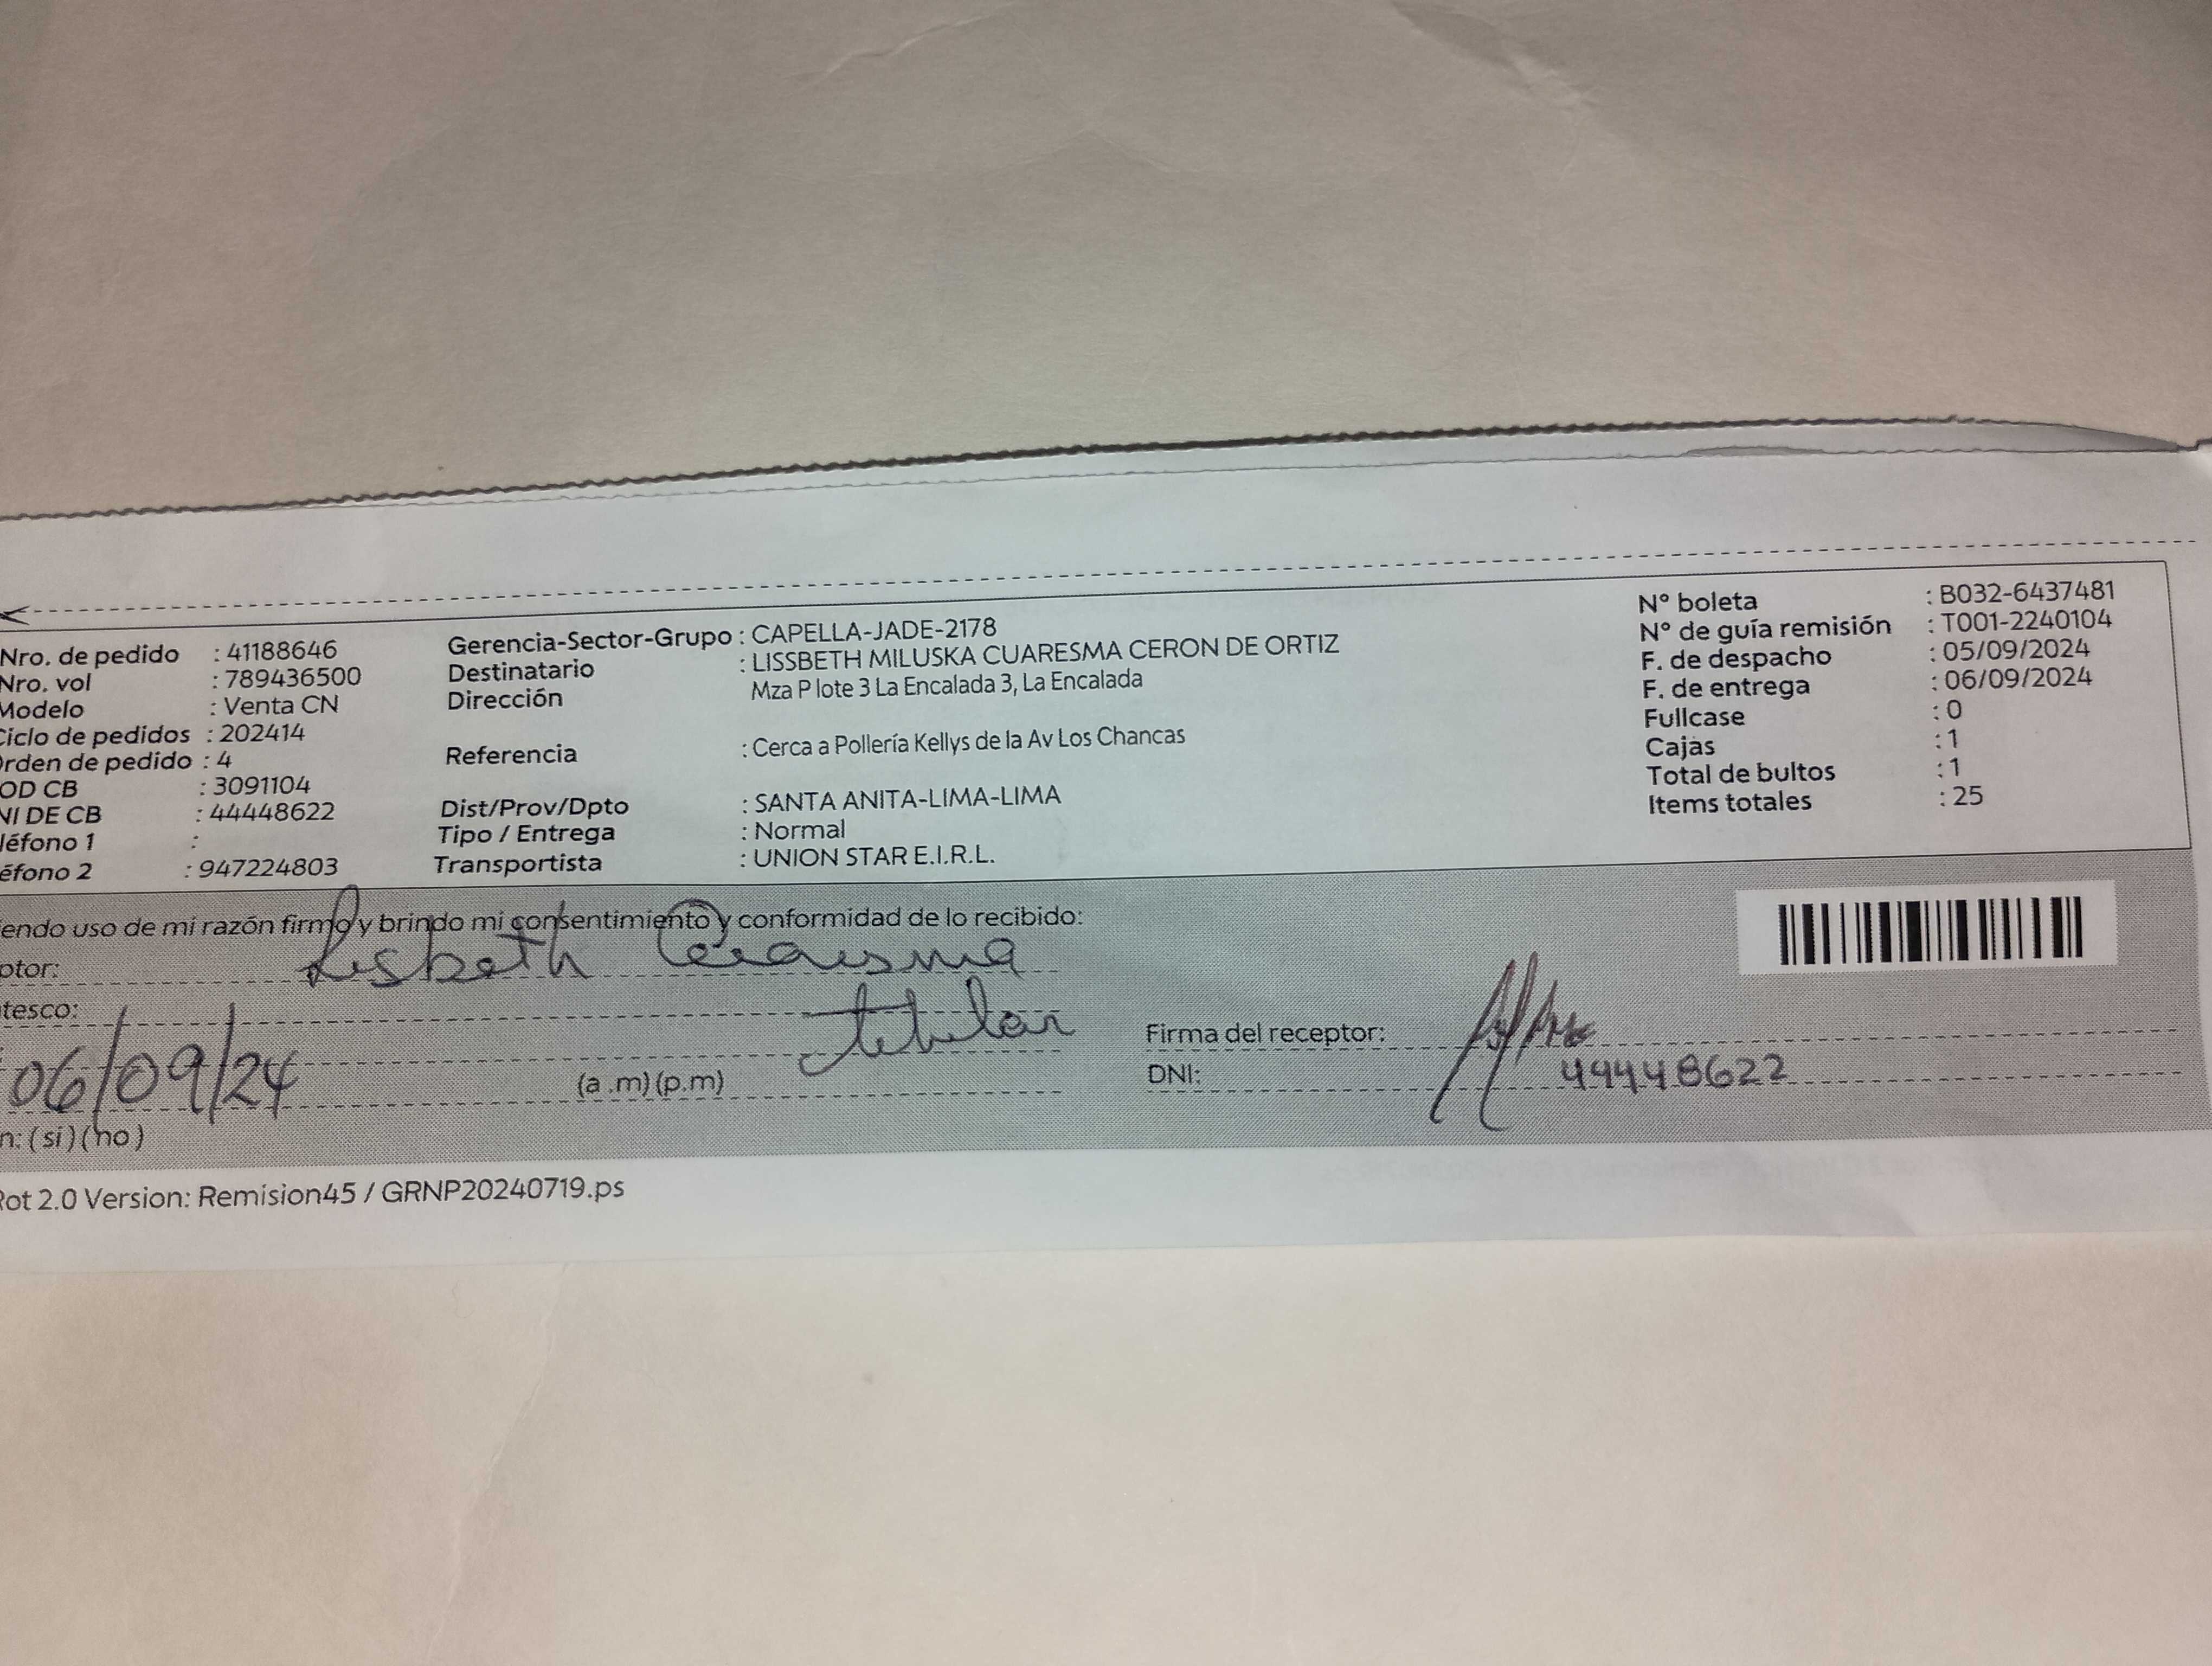 Nro. de pedido : 41188646
Nro. vol : 789436500
Modelo : Venta CN
Ciclo de pedidos : 202414
rden de pedido : 4
OD CB : 3091104
NI DE CB : 44448622
léfono 1 :
éfono 2 : 947224803
Gerencia-Sector-Grupo : CAPELLA-JADE-2178
Destinatario : LISSBETH MILUSKA CUARESMA CERON DE ORTIZ
Dirección Mza P lote 3 La Encalada 3, La Encalada
Referencia : Cerca a Pollería Kellys de la Av Los Chancas
Dist/Prov/Dpto : SANTA ANITA-LIMA-LIMA
Tipo / Entrega : Normal
Transportista : UNION STAR E.I.R.L.
N° boleta : B032-6437481
N° de guía remisión : T001-2240104
F. de despacho : 05/09/2024
F. de entrega : 06/09/2024
Fullcase : 0
Cajas : 1
Total de bultos : 1
Items totales : 25
endo uso de mi razón firmo y brindo mi consentimiento y conformidad de lo recibido:
ptor: Lisbeth Cuaresma
tesco: titular
06/09/24 (a .m) (p.m)
n: (si) (no)
Firma del receptor:
DNI: 44448622
Rot 2.0 Version: Remision45 / GRNP20240719.ps